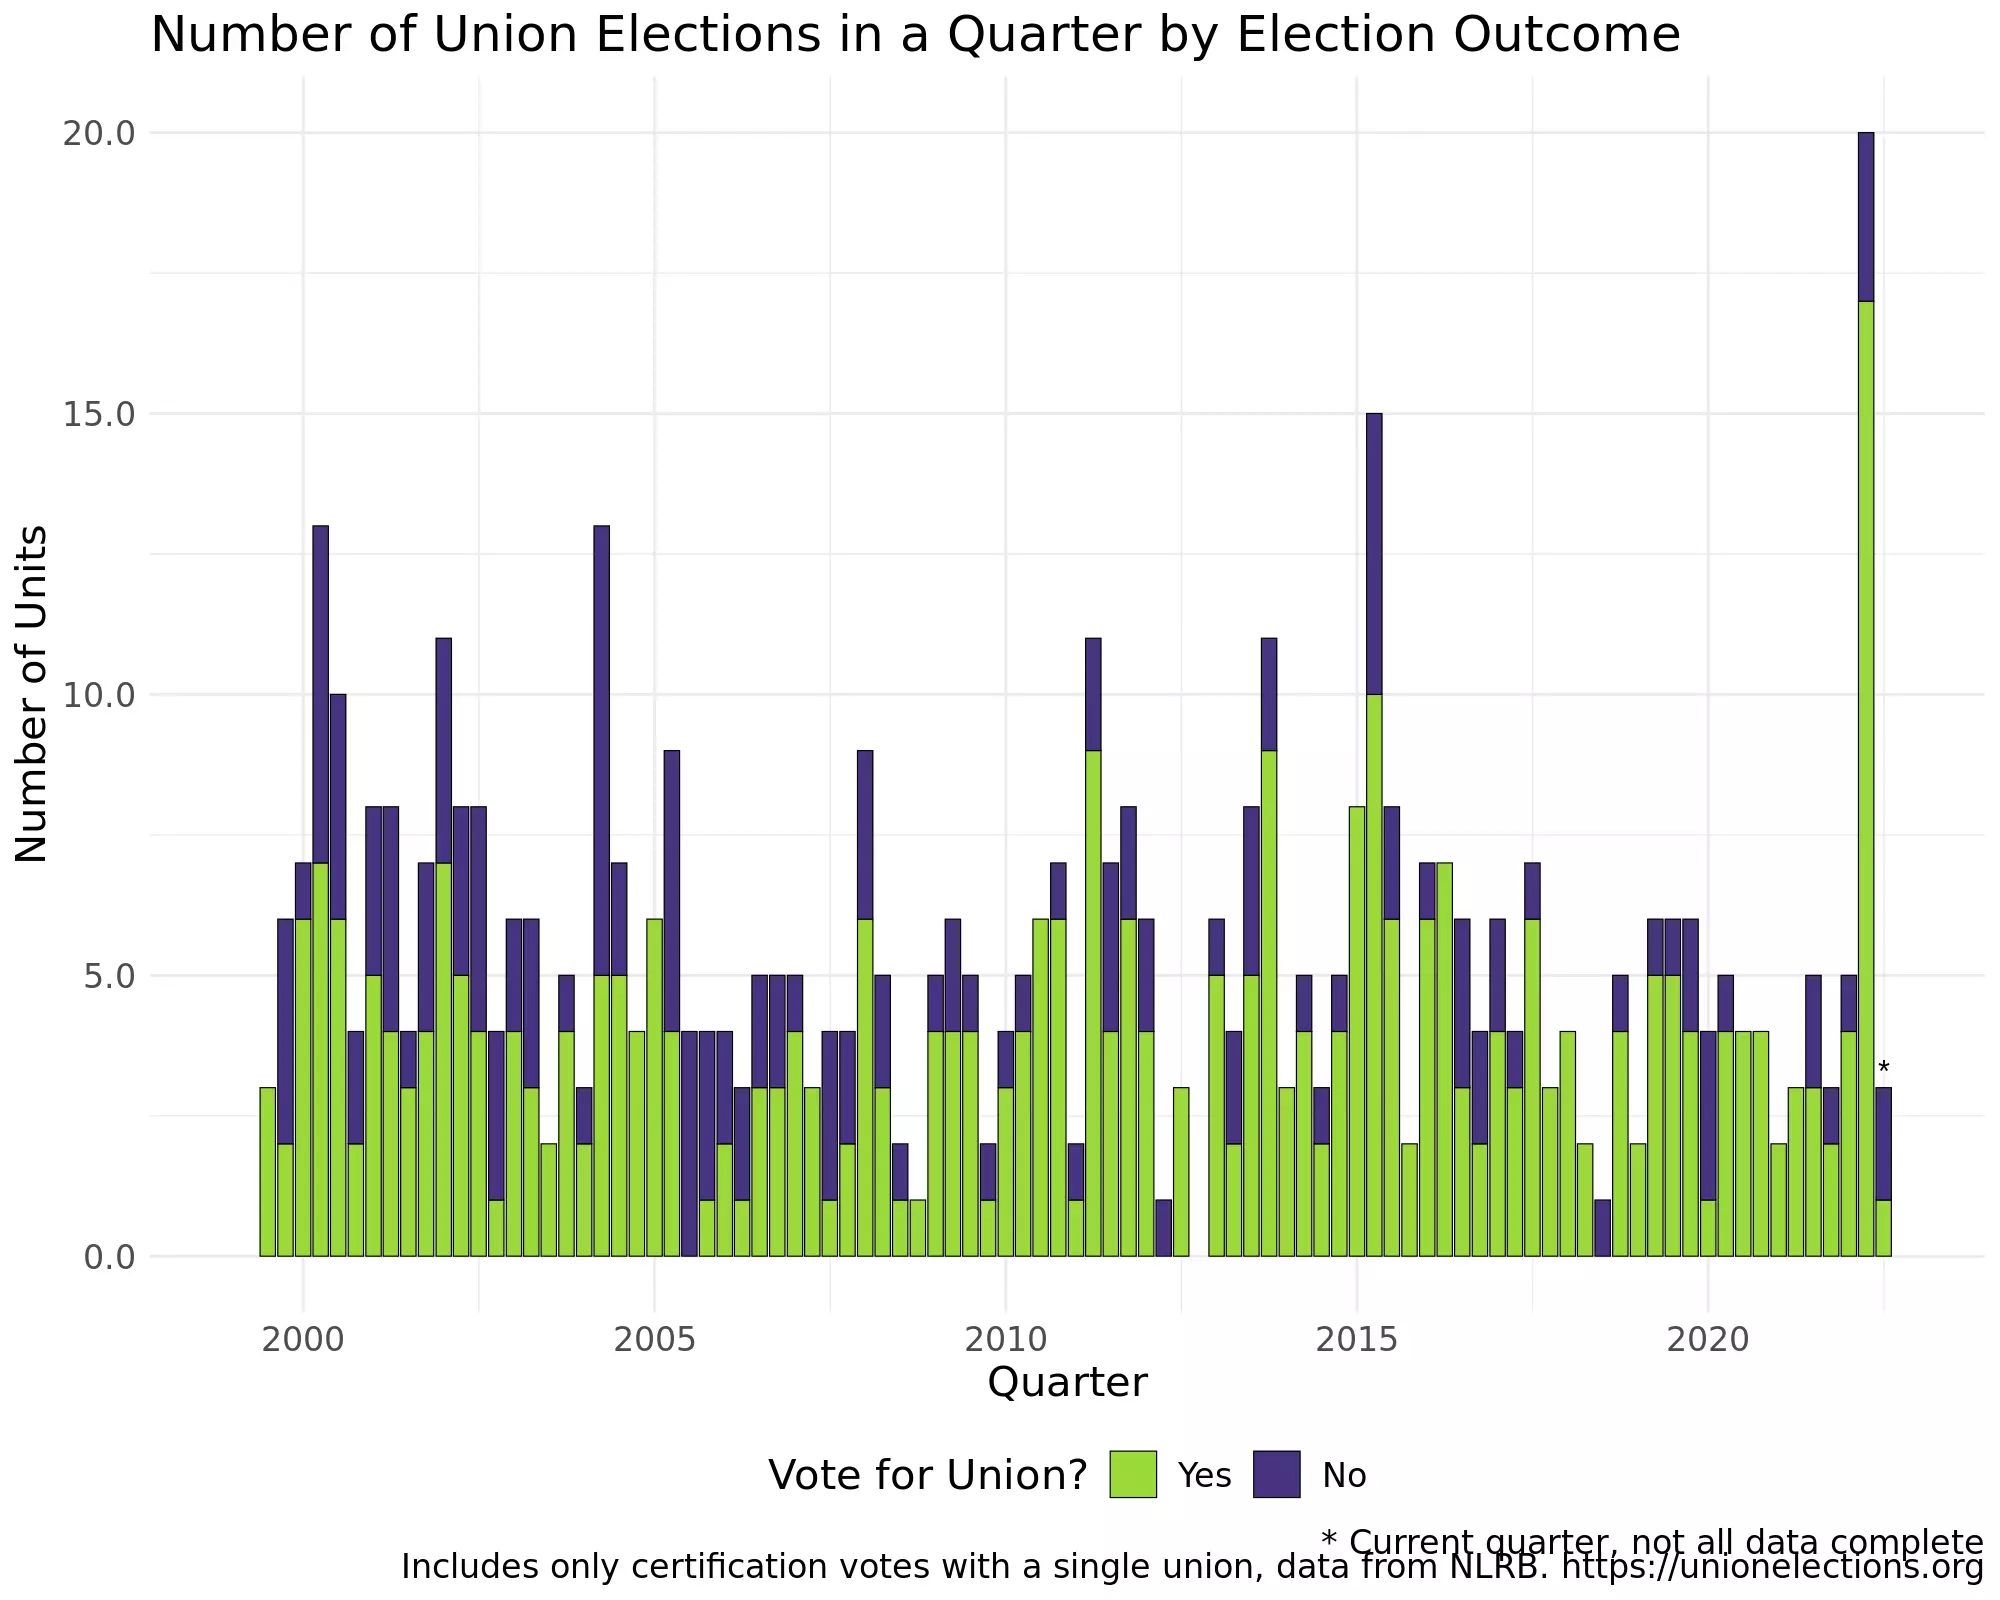 Number of Union Elections in a Quarter by Election Outcome
20.0
15.0
10.0
5.0
0.0
Number of Units
*
2000 2005 2010 2015 2020
Quarter
Vote for Union? Yes No
* Current quarter, not all data complete
Includes only certification votes with a single union, data from NLRB. https://unionelections.org